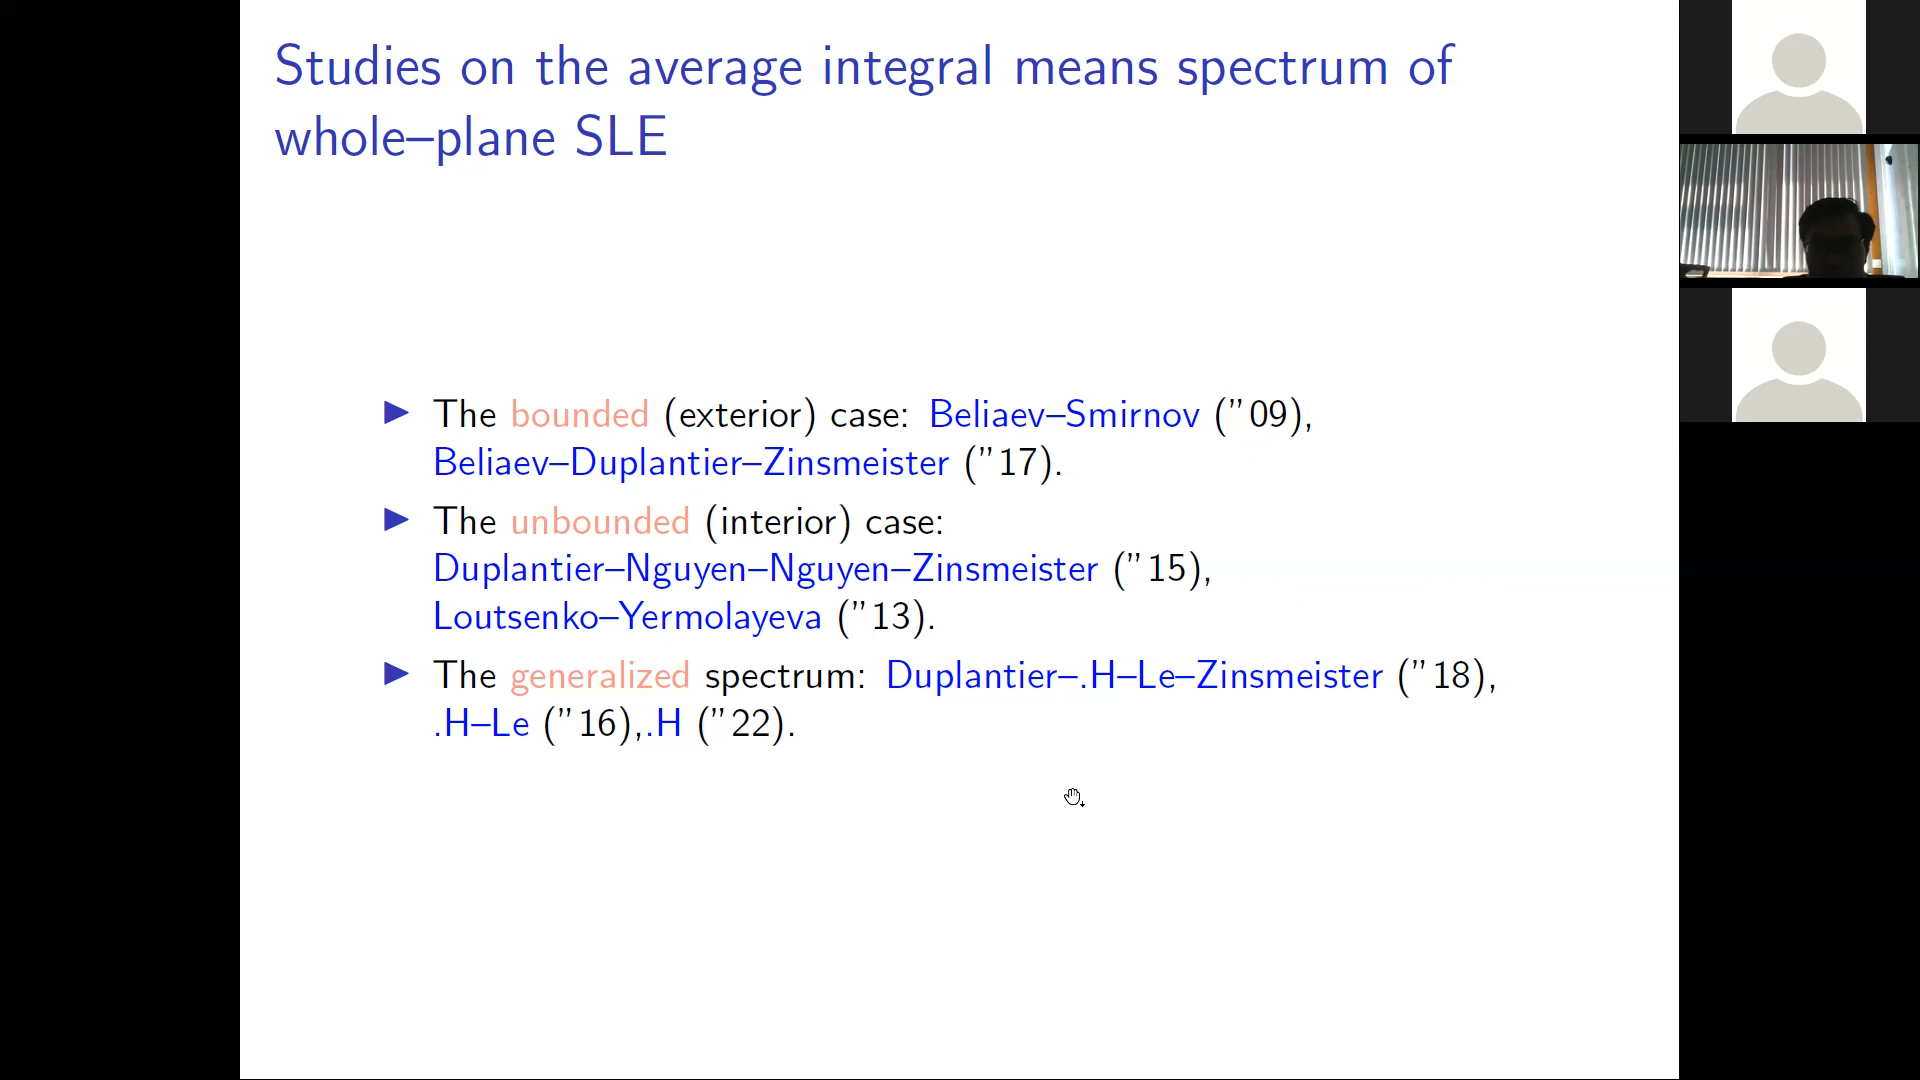 Studies on the average integral means spectrum of
whole–plane SLE
▶ The bounded (exterior) case: Beliaev–Smirnov (”09),
Beliaev–Duplantier–Zinsmeister (”17).
▶ The unbounded (interior) case:
Duplantier–Nguyen–Nguyen–Zinsmeister (”15),
Loutsenko–Yermolayeva (”13).
▶ The generalized spectrum: Duplantier–.H–Le–Zinsmeister (”18),
.H–Le (”16),.H (”22).